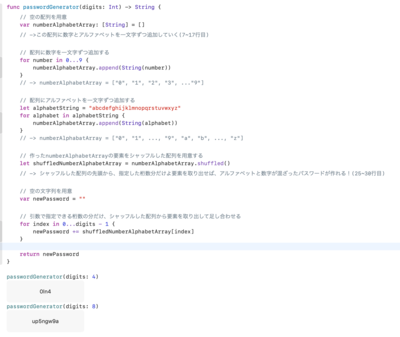 func passwordGenerator(digits: Int) -> String {
// 空の配列を用意
var numberAlphabetArray: [String] = []
// ->この配列に数字とアルファベットを一文字ずつ追加していく(7~17行目)
// 配列に数字を一文字ずつ追加する
for number in 0...9 {
numberAlphabetArray.append(String(number))
}
// -> numberAlphabetArray = ["0", "1", "2", "3", ..."9"]
// 配列にアルファベットを一文字ずつ追加する
let alphabetString = "abcdefghijklmnopqrstuvwxyz"
for alphabet in alphabetString {
numberAlphabetArray.append(String(alphabet))
}
// -> numberAlphabetArray = ["0", "1", ..., "9", "a", "b", ..., "z"]
// 作ったnumberAlphabetArrayの要素をシャッフルした配列を用意する
let shuffledNumberAlphabetArray = numberAlphabetArray.shuffled()
// -> シャッフルした配列の先頭から、指定した桁数分だけ要素を取り出せば、アルファベットと数字が混ざったパスワードが作れる！(25~30行目)
// 空の文字列を用意
var newPassword = ""
// 引数で指定できる桁数の分だけ、シャッフルした配列から要素を取り出して足し合わせる
for index in 0...digits - 1 {
newPassword += shuffledNumberAlphabetArray[index]
}
return newPassword
}
passwordGenerator(digits: 4)
passwordGenerator(digits: 8)
up5ngw9a